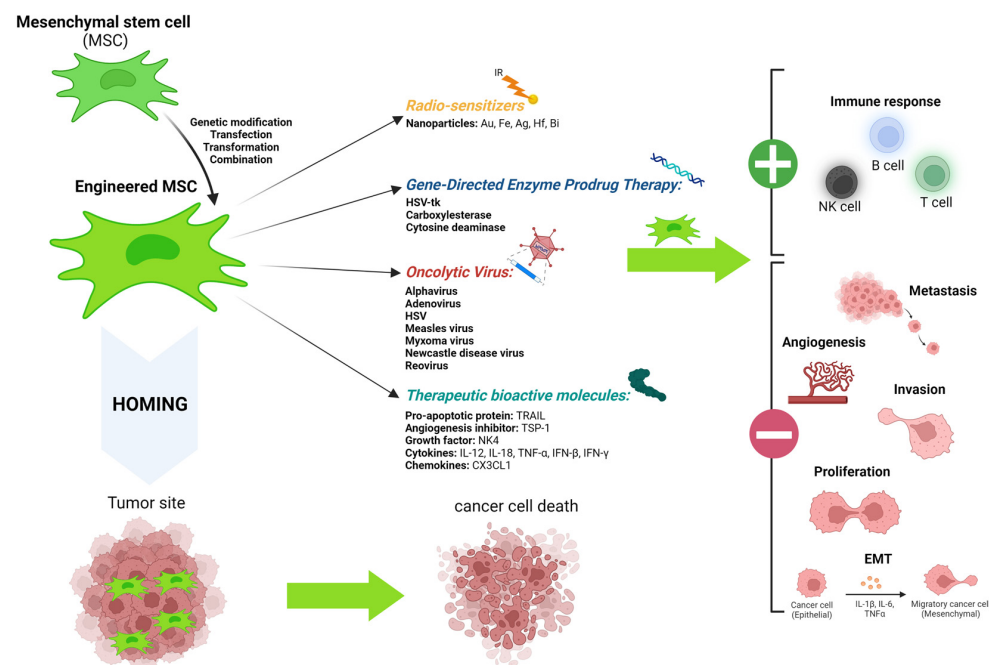 Mesenchymal stem cell
(MSC)
Genetic modification
Transfection
Transformation
Combination
Engineered MSC
HOMING
Tumor site
IR
Radio-sensitizers
Nanoparticles: Au, Fe, Ag, Hf, Bi
Gene-Directed Enzyme Prodrug Therapy:
HSV-tk
Carboxylesterase
Cytosine deaminase
Oncolytic Virus:
Alphavirus
Adenovirus
HSV
Measles virus
Myxoma virus
Newcastle disease virus
Reovirus
Therapeutic bioactive molecules:
Pro-apoptotic protein: TRAIL
Angiogenesis inhibitor: TSP-1
Growth factor: NK4
Cytokines: IL-12, IL-18, TNF-α, IFN-β, IFN-γ
Chemokines: CX3CL1
cancer cell death
Immune response
B cell
NK cell
T cell
Metastasis
Angiogenesis
Invasion
Proliferation
EMT
Cancer cell
(Epithelial)
IL-1β, IL-6,
TNFα
Migratory cancer cell
(Mesenchymal)